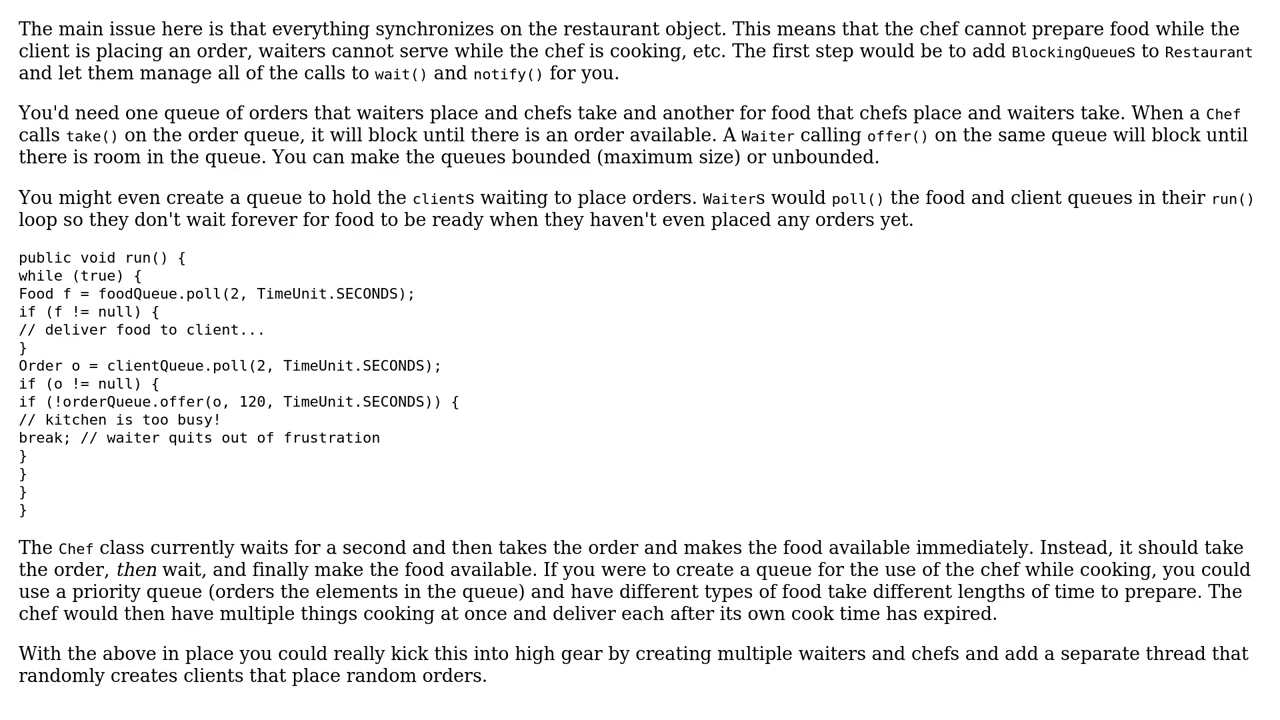 The main issue here is that everything synchronizes on the restaurant object. This means that the chef cannot prepare food while the
client is placing an order, waiters cannot serve while the chef is cooking, etc. The first step would be to add BlockingQueues to Restaurant
and let them manage all of the calls to wait() and notify() for you.
You'd need one queue of orders that waiters place and chefs take and another for food that chefs place and waiters take. When a Chef
calls take() on the order queue, it will block until there is an order available. A Waiter calling offer() on the same queue will block until
there is room in the queue. You can make the queues bounded (maximum size) or unbounded.
You might even create a queue to hold the clients waiting to place orders. Waiters would poll() the food and client queues in their run()
loop so they don't wait forever for food to be ready when they haven't even placed any orders yet.
public void run() {
while (true) {
Food f = foodQueue.poll(2, TimeUnit.SECONDS);
if (f != null) {
// deliver food to client...
}
Order o = clientQueue.poll(2, TimeUnit.SECONDS);
if (o != null) {
if (!orderQueue.offer(o, 120, TimeUnit.SECONDS)) {
// kitchen is too busy!
break; // waiter quits out of frustration
}
}
}
}
The Chef class currently waits for a second and then takes the order and makes the food available immediately. Instead, it should take
the order, then wait, and finally make the food available. If you were to create a queue for the use of the chef while cooking, you could
use a priority queue (orders the elements in the queue) and have different types of food take different lengths of time to prepare. The
chef would then have multiple things cooking at once and deliver each after its own cook time has expired.
With the above in place you could really kick this into high gear by creating multiple waiters and chefs and add a separate thread that
randomly creates clients that place random orders.